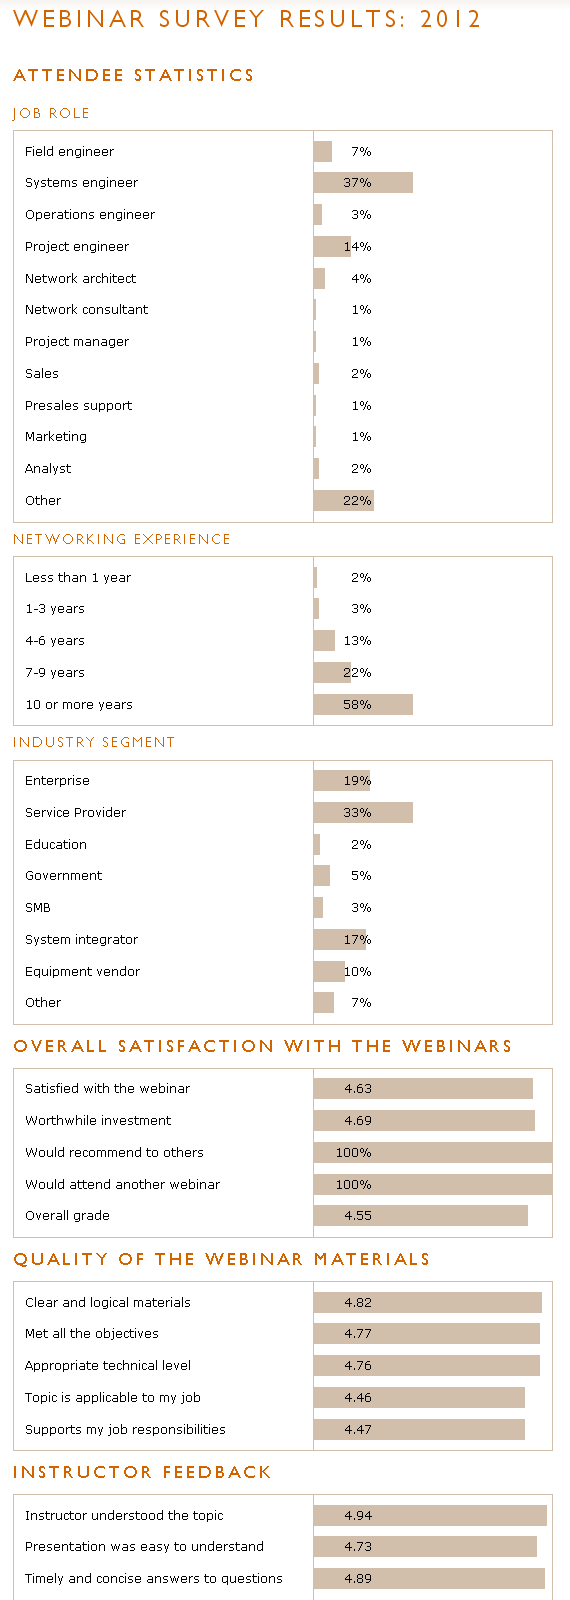 WEBINAR SURVEY RESULTS: 2012
ATTENDEE STATISTICS
JOB ROLE
Field engineer 7%
Systems engineer 37%
Operations engineer 3%
Project engineer 14%
Network architect 4%
Network consultant 1%
Project manager 1%
Sales 2%
Presales support 1%
Marketing 1%
Analyst 2%
Other 22%
NETWORKING EXPERIENCE
Less than 1 year 2%
1-3 years 3%
4-6 years 13%
7-9 years 22%
10 or more years 58%
INDUSTRY SEGMENT
Enterprise 19%
Service Provider 33%
Education 2%
Government 5%
SMB 3%
System integrator 17%
Equipment vendor 10%
Other 7%
OVERALL SATISFACTION WITH THE WEBINARS
Satisfied with the webinar 4.63
Worthwhile investment 4.69
Would recommend to others 100%
Would attend another webinar 100%
Overall grade 4.55
QUALITY OF THE WEBINAR MATERIALS
Clear and logical materials 4.82
Met all the objectives 4.77
Appropriate technical level 4.76
Topic is applicable to my job 4.46
Supports my job responsibilities 4.47
INSTRUCTOR FEEDBACK
Instructor understood the topic 4.94
Presentation was easy to understand 4.73
Timely and concise answers to questions 4.89